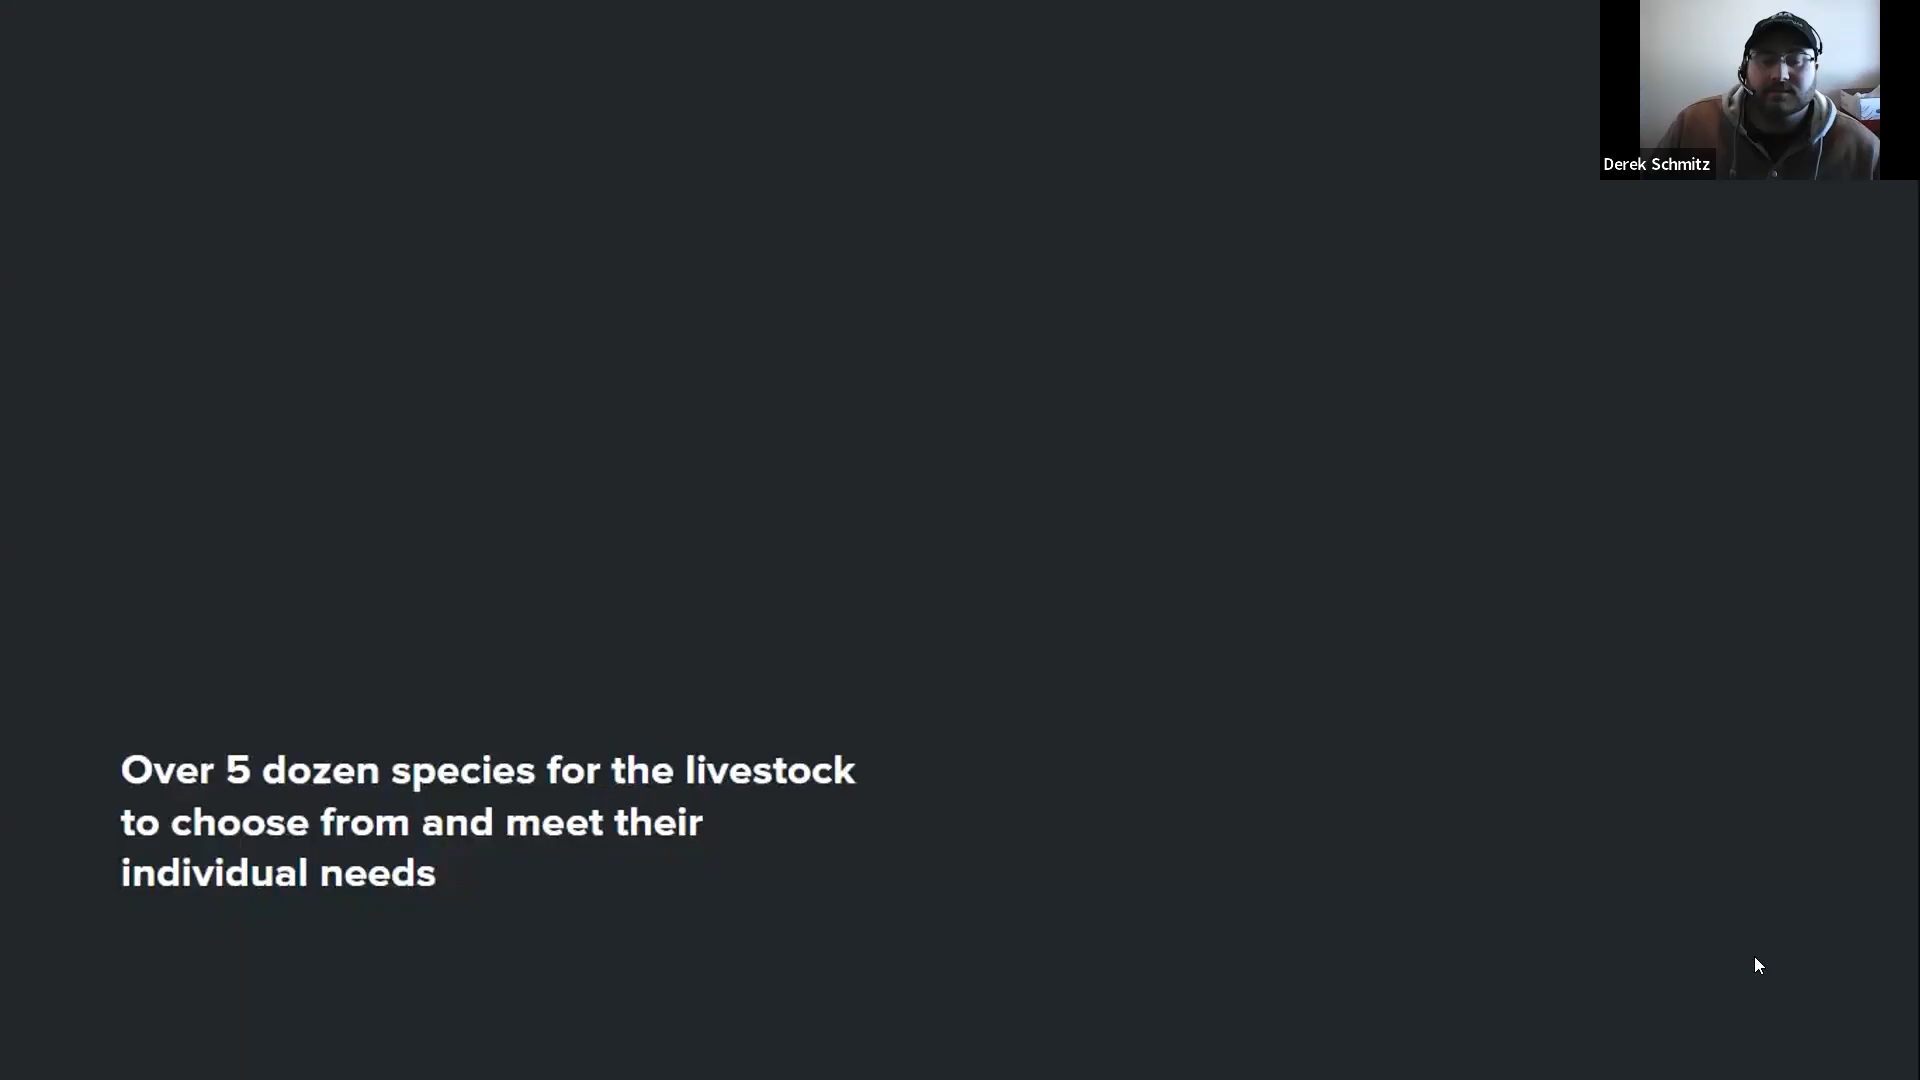 Derek Schmitz
Over 5 dozen species for the livestock
to choose from and meet their
individual needs